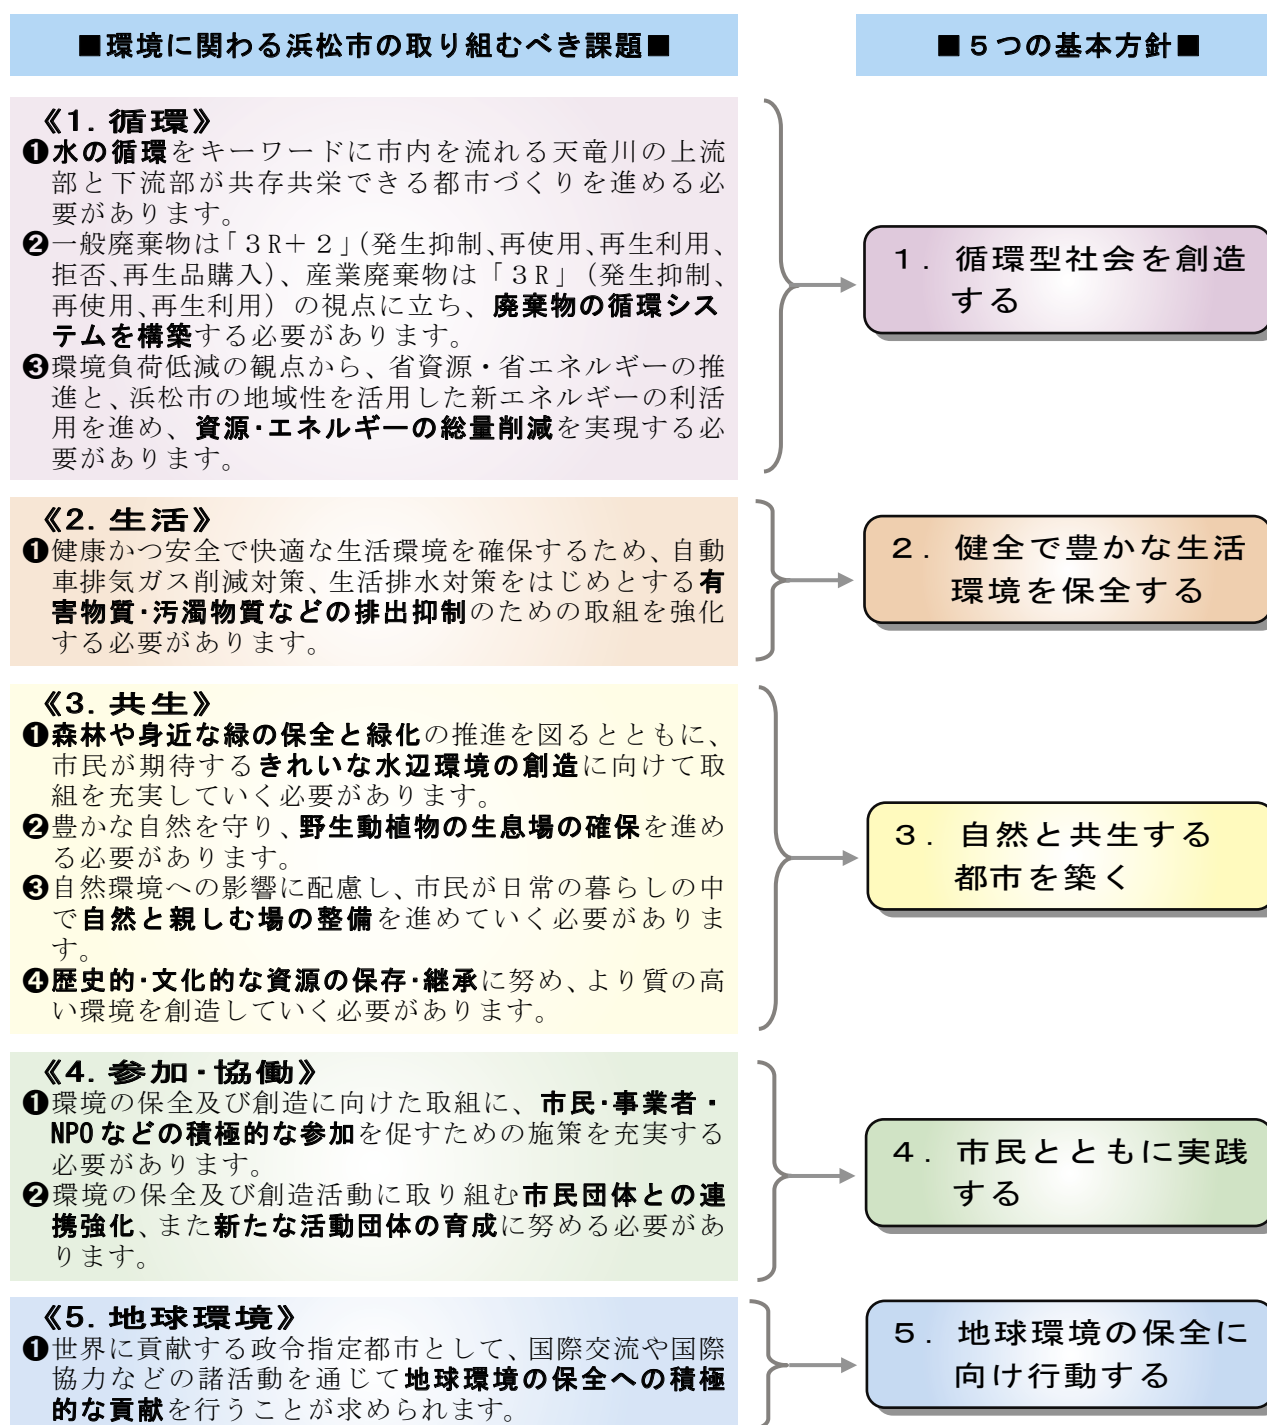 ■環境に関わる浜松市の取り組むべき課題■
《1. 循環》
❶水の循環をキーワードに市内を流れる天竜川の上流
部と下流部が共存共栄できる都市づくりを進める必
要があります。
❷一般廃棄物は「３R＋２」（発生抑制、再使用、再生利用、
拒否、再生品購入）、産業廃棄物は「３R」（発生抑制、
再使用、再生利用）の視点に立ち、廃棄物の循環シス
テムを構築する必要があります。
❸環境負荷低減の観点から、省資源・省エネルギーの推
進と、浜松市の地域性を活用した新エネルギーの利活
用を進め、資源・エネルギーの総量削減を実現する必
要があります。
《2. 生活》
❶健康かつ安全で快適な生活環境を確保するため、自動
車排気ガス削減対策、生活排水対策をはじめとする有
害物質・汚濁物質などの排出抑制のための取組を強化
する必要があります。
《3. 共生》
❶森林や身近な緑の保全と緑化の推進を図るとともに、
市民が期待するきれいな水辺環境の創造に向けて取
組を充実していく必要があります。
❷豊かな自然を守り、野生動植物の生息場の確保を進め
る必要があります。
❸自然環境への影響に配慮し、市民が日常の暮らしの中
で自然と親しむ場の整備を進めていく必要がありま
す。
❹歴史的・文化的な資源の保存・継承に努め、より質の高
い環境を創造していく必要があります。
《4. 参加・協働》
❶環境の保全及び創造に向けた取組に、市民・事業者・
NPOなどの積極的な参加を促すための施策を充実する
必要があります。
❷環境の保全及び創造活動に取り組む市民団体との連
携強化、また新たな活動団体の育成に努める必要があ
ります。
《5. 地球環境》
❶世界に貢献する政令指定都市として、国際交流や国際
協力などの諸活動を通じて地球環境の保全への積極
的な貢献を行うことが求められます。
■５つの基本方針■
１．循環型社会を創造
する
２．健全で豊かな生活
環境を保全する
３．自然と共生する
都市を築く
４．市民とともに実践
する
５．地球環境の保全に
向け行動する